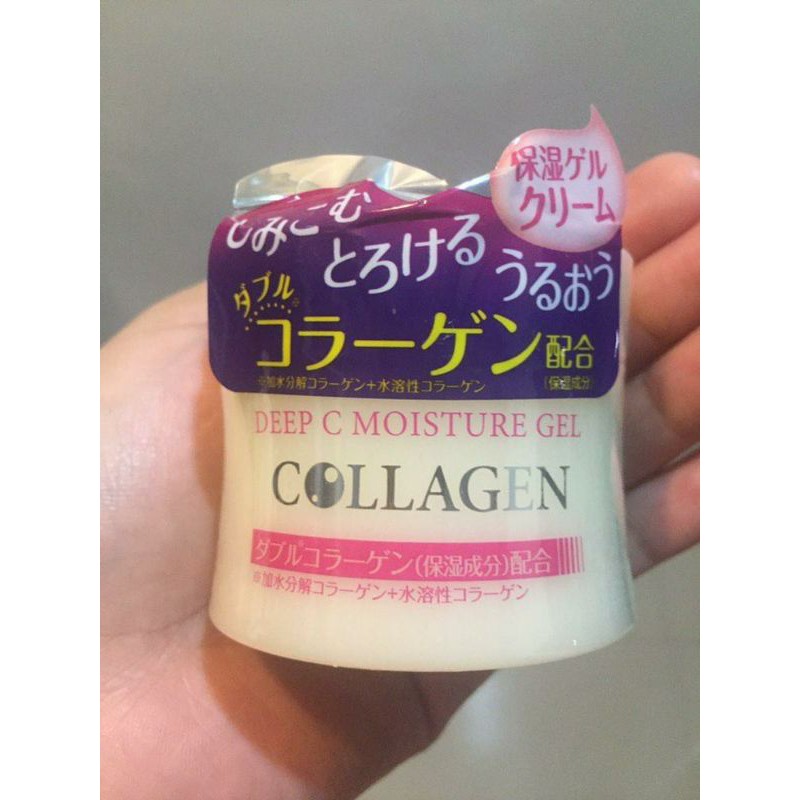 保湿ゲル
クリーム
しみこむ
とろける
うるおう
ダブル※
コラーゲン配合
※加水分解コラーゲン+水溶性コラーゲン
(保湿成分)
DEEP C MOISTURE GEL
COLLAGEN
ダブル※コラーゲン(保湿成分)配合
※加水分解コラーゲン+水溶性コラーゲン